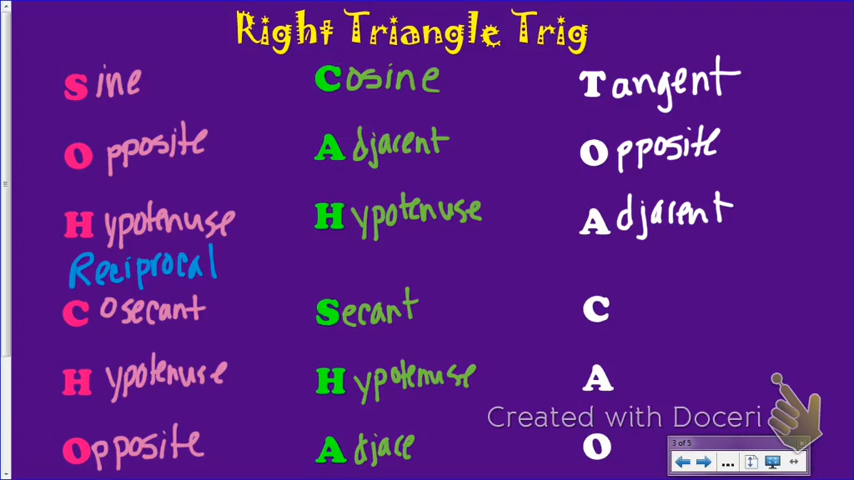 Right Triangle Trig
Sine Cosine Tangent
Opposite Adjacent Opposite
Hypotenuse Hypotenuse Adjacent
Reciprocal
Cosecant Secant C
Hypotenuse Hypotenuse A
Created with Doceri
3 of 5
Opposite Adjace O